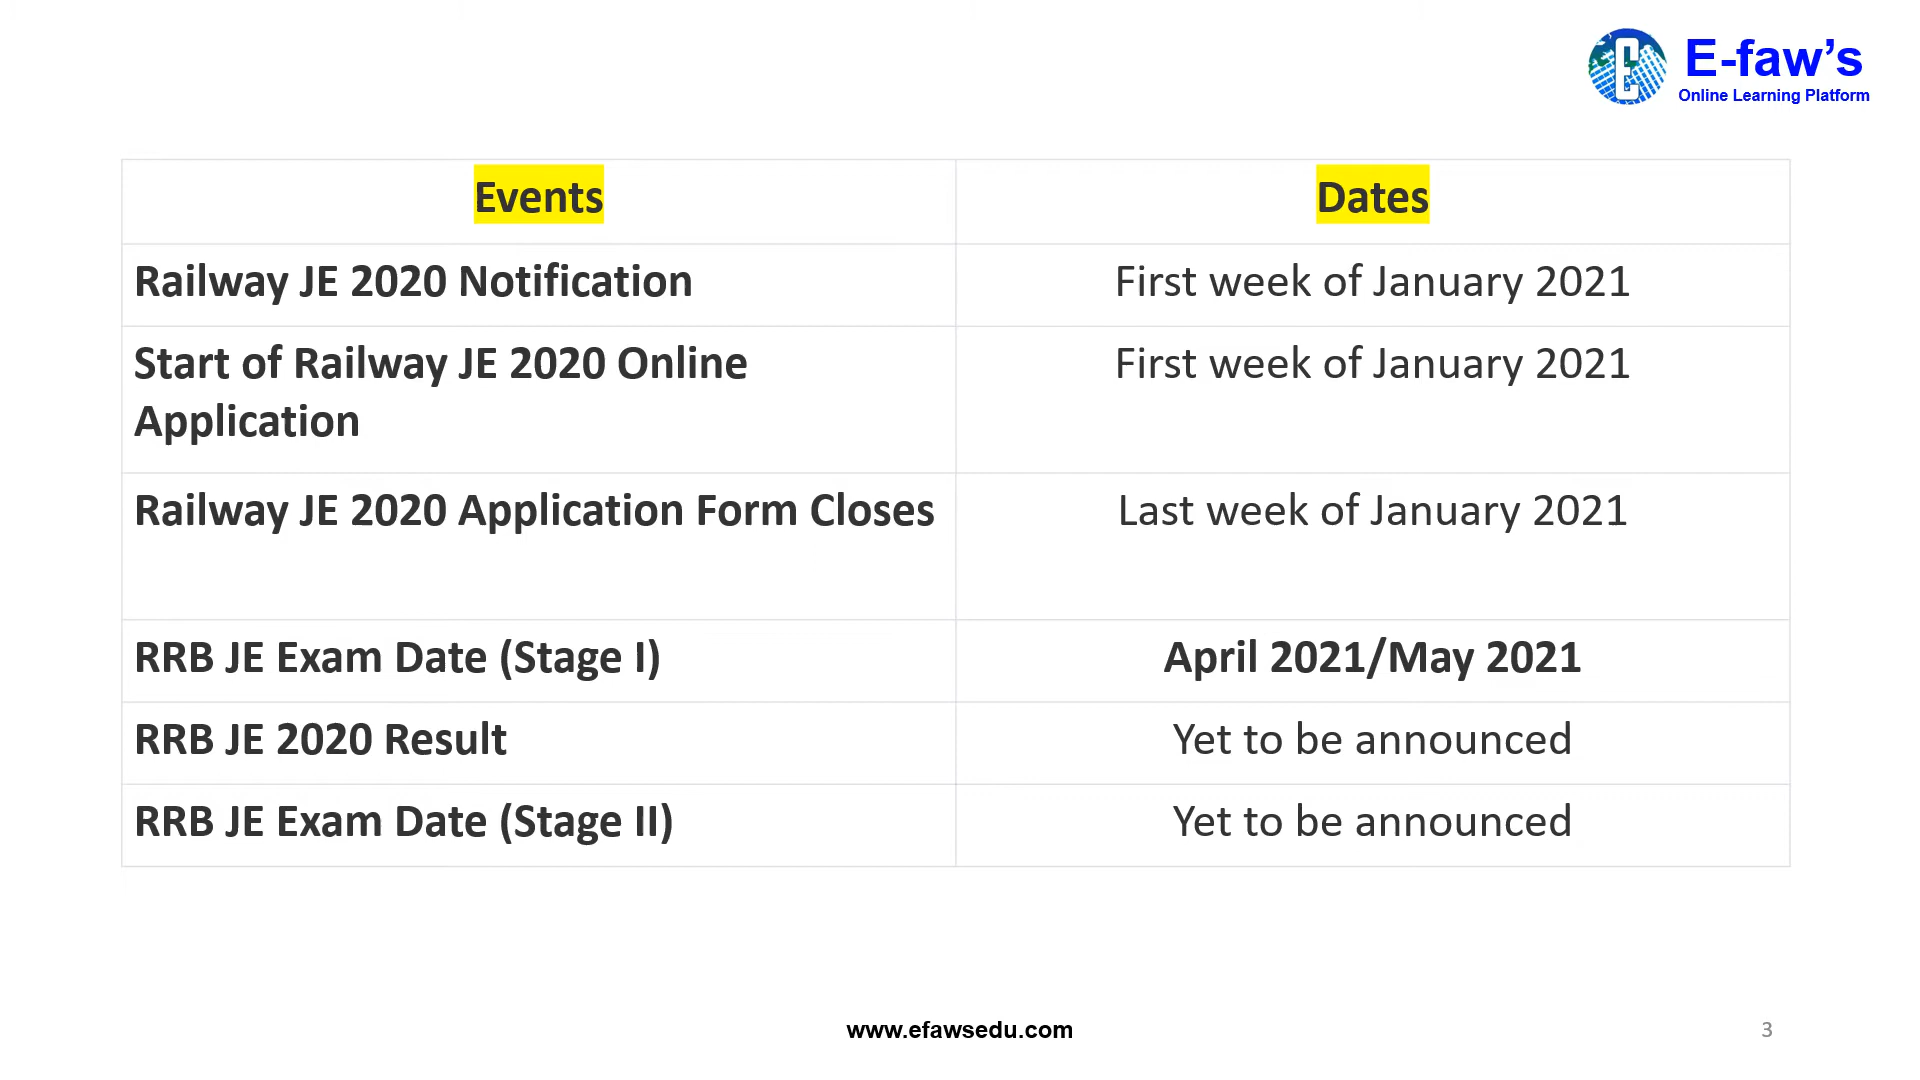 E-faw’s
Online Learning Platform
Events
Dates
Railway JE 2020 Notification
First week of January 2021
Start of Railway JE 2020 Online
Application
First week of January 2021
Railway JE 2020 Application Form Closes
Last week of January 2021
RRB JE Exam Date (Stage I)
April 2021/May 2021
RRB JE 2020 Result
Yet to be announced
RRB JE Exam Date (Stage II)
Yet to be announced
www.efawsedu.com
3